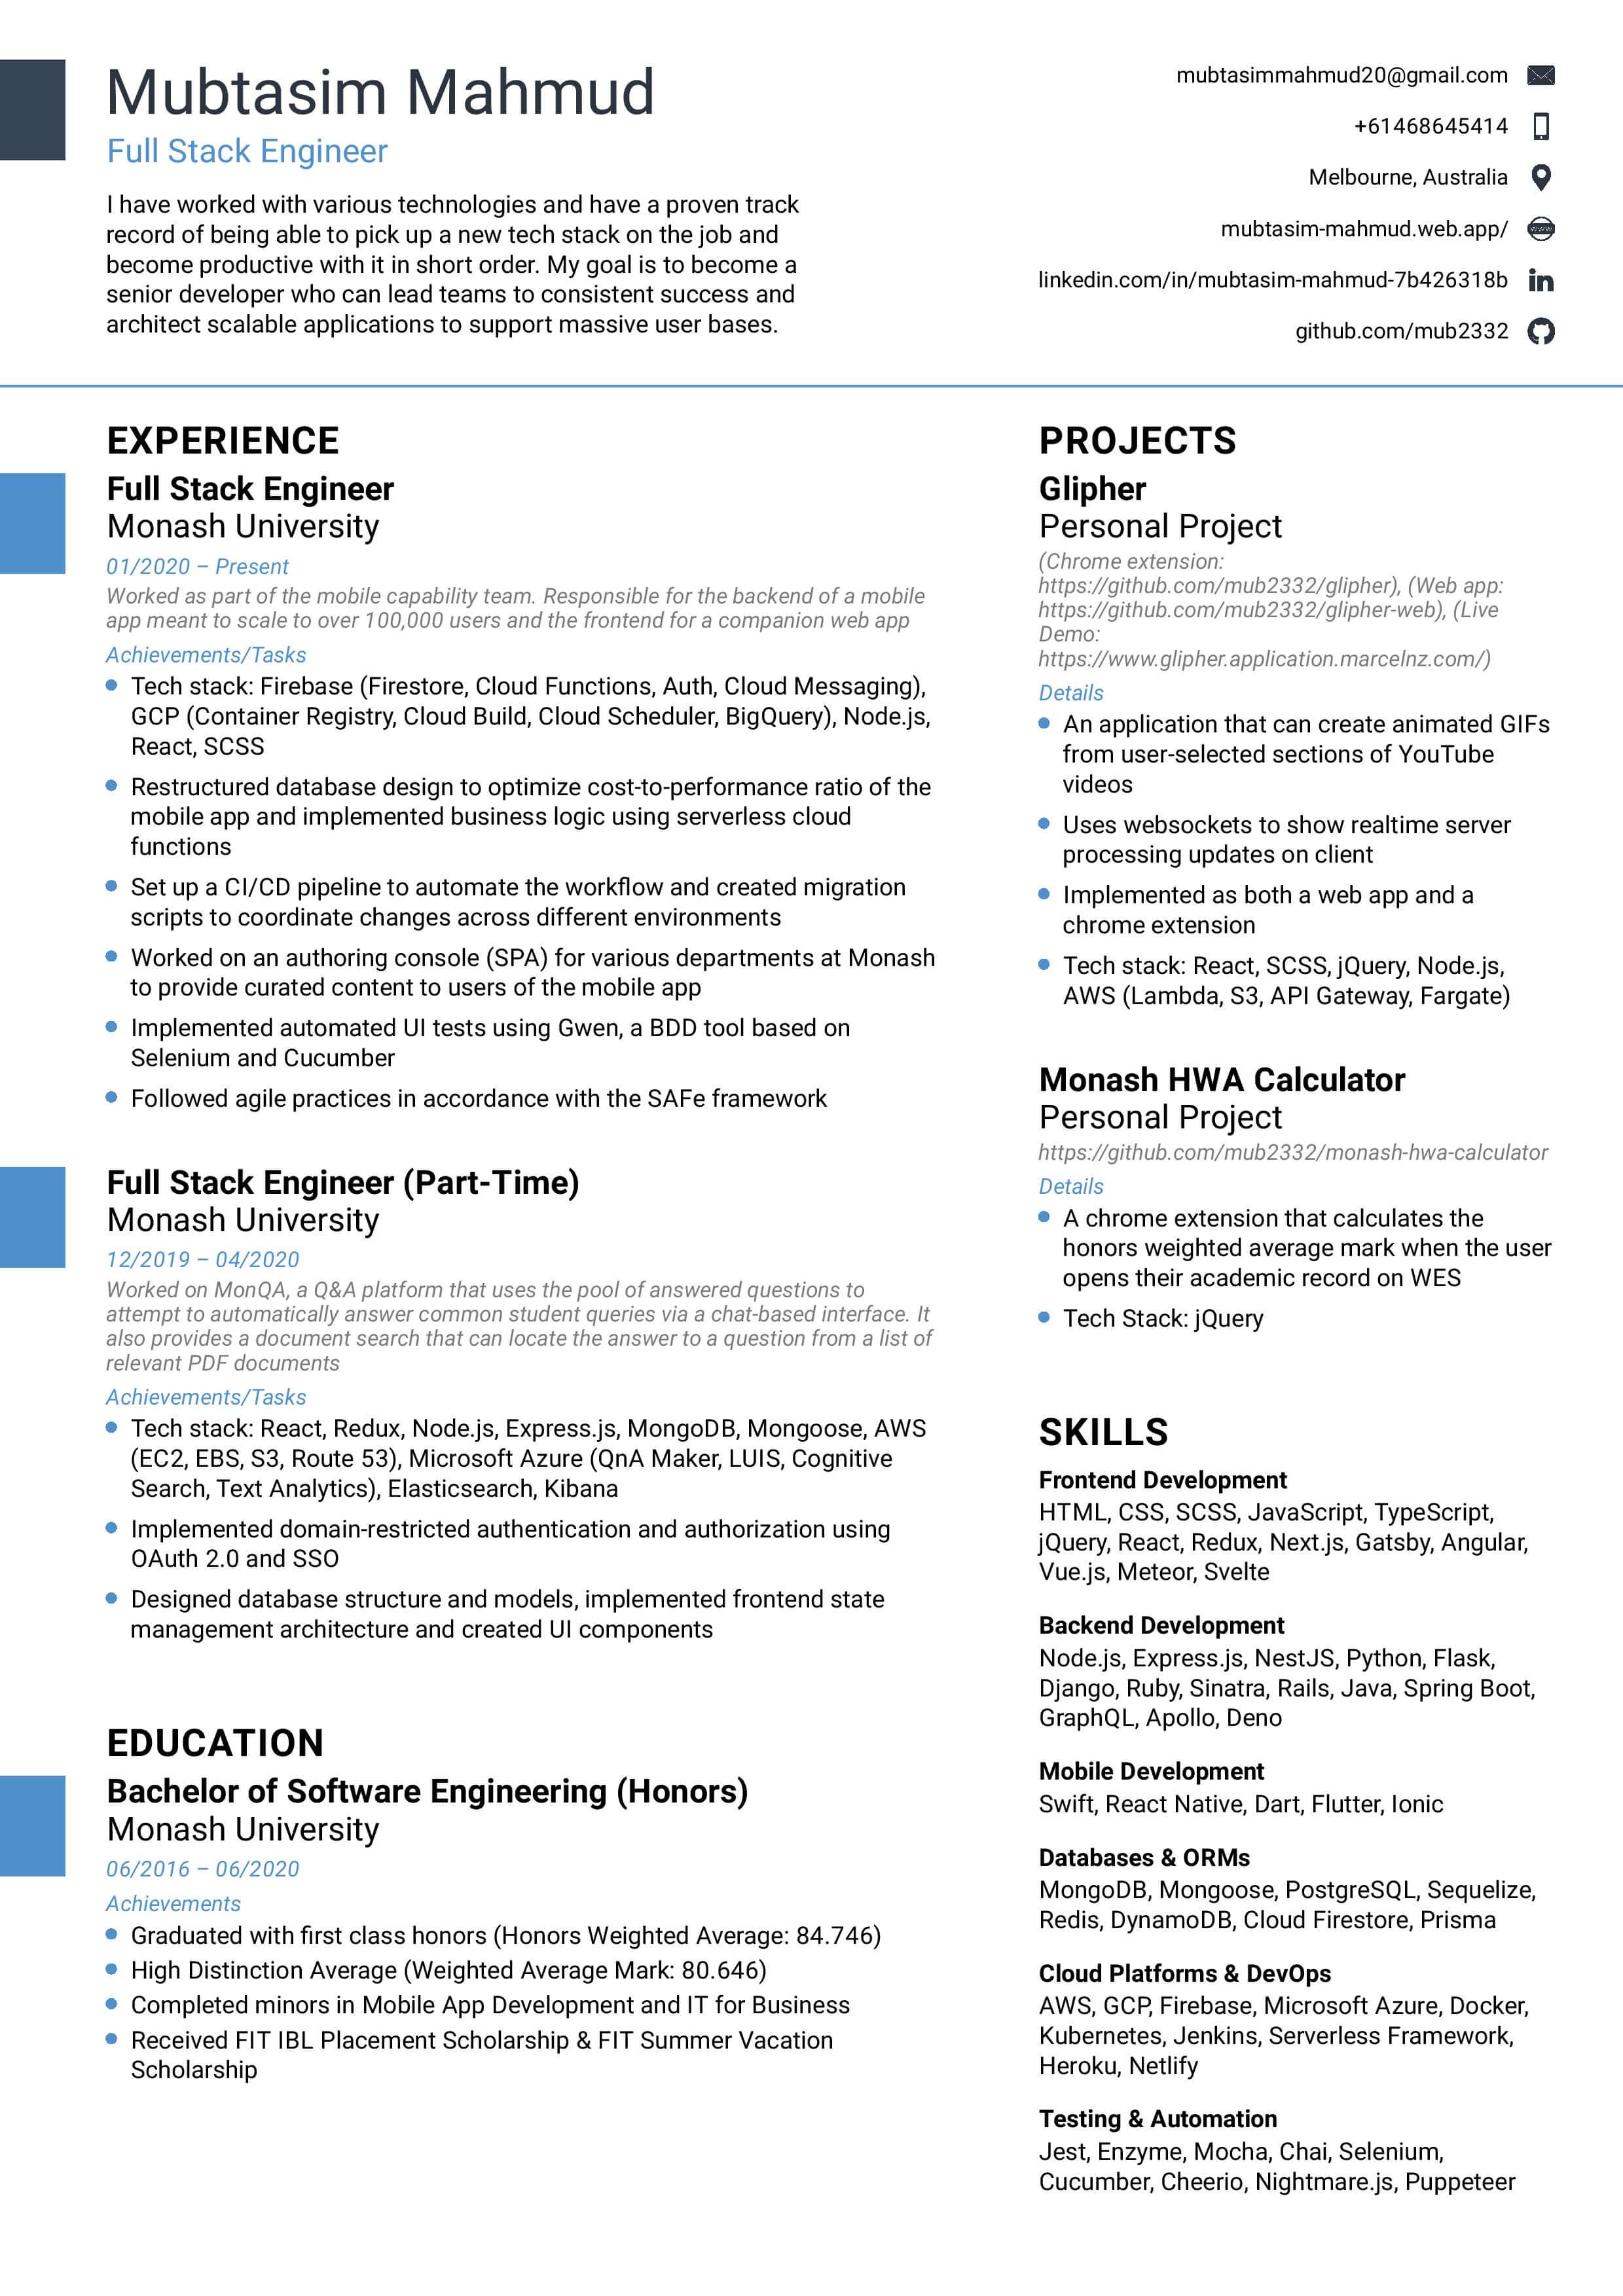 Mubtasim Mahmud
Full Stack Engineer
I have worked with various technologies and have a proven track
record of being able to pick up a new tech stack on the job and
become productive with it in short order. My goal is to become a
senior developer who can lead teams to consistent success and
architect scalable applications to support massive user bases.
mubtasimmahmud20@gmail.com
+61468645414
Melbourne, Australia
mubtasim-mahmud.web.app/
linkedin.com/in/mubtasim-mahmud-7b426318b
github.com/mub2332
EXPERIENCE
Full Stack Engineer
Monash University
01/2020 – Present
Worked as part of the mobile capability team. Responsible for the backend of a mobile
app meant to scale to over 100,000 users and the frontend for a companion web app
Achievements/Tasks
Tech stack: Firebase (Firestore, Cloud Functions, Auth, Cloud Messaging),
GCP (Container Registry, Cloud Build, Cloud Scheduler, BigQuery), Node.js,
React, SCSS
Restructured database design to optimize cost-to-performance ratio of the
mobile app and implemented business logic using serverless cloud
functions
Set up a CI/CD pipeline to automate the workflow and created migration
scripts to coordinate changes across different environments
Worked on an authoring console (SPA) for various departments at Monash
to provide curated content to users of the mobile app
Implemented automated UI tests using Gwen, a BDD tool based on
Selenium and Cucumber
Followed agile practices in accordance with the SAFe framework
Full Stack Engineer (Part-Time)
Monash University
12/2019 – 04/2020
Worked on MonQA, a Q&A platform that uses the pool of answered questions to
attempt to automatically answer common student queries via a chat-based interface. It
also provides a document search that can locate the answer to a question from a list of
relevant PDF documents
Achievements/Tasks
Tech stack: React, Redux, Node.js, Express.js, MongoDB, Mongoose, AWS
(EC2, EBS, S3, Route 53), Microsoft Azure (QnA Maker, LUIS, Cognitive
Search, Text Analytics), Elasticsearch, Kibana
Implemented domain-restricted authentication and authorization using
OAuth 2.0 and SSO
Designed database structure and models, implemented frontend state
management architecture and created UI components
EDUCATION
Bachelor of Software Engineering (Honors)
Monash University
06/2016 – 06/2020
Achievements
Graduated with first class honors (Honors Weighted Average: 84.746)
High Distinction Average (Weighted Average Mark: 80.646)
Completed minors in Mobile App Development and IT for Business
Received FIT IBL Placement Scholarship & FIT Summer Vacation
Scholarship
PROJECTS
Glipher
Personal Project
(Chrome extension:
https://github.com/mub2332/glipher), (Web app:
https://github.com/mub2332/glipher-web), (Live
Demo:
https://www.glipher.application.marcelnz.com/)
Details
An application that can create animated GIFs
from user-selected sections of YouTube
videos
Uses websockets to show realtime server
processing updates on client
Implemented as both a web app and a
chrome extension
Tech stack: React, SCSS, jQuery, Node.js,
AWS (Lambda, S3, API Gateway, Fargate)
Monash HWA Calculator
Personal Project
https://github.com/mub2332/monash-hwa-calculator
Details
A chrome extension that calculates the
honors weighted average mark when the user
opens their academic record on WES
Tech Stack: jQuery
SKILLS
Frontend Development
HTML, CSS, SCSS, JavaScript, TypeScript,
jQuery, React, Redux, Next.js, Gatsby, Angular,
Vue.js, Meteor, Svelte
Backend Development
Node.js, Express.js, NestJS, Python, Flask,
Django, Ruby, Sinatra, Rails, Java, Spring Boot,
GraphQL, Apollo, Deno
Mobile Development
Swift, React Native, Dart, Flutter, Ionic
Databases & ORMs
MongoDB, Mongoose, PostgreSQL, Sequelize,
Redis, DynamoDB, Cloud Firestore, Prisma
Cloud Platforms & DevOps
AWS, GCP, Firebase, Microsoft Azure, Docker,
Kubernetes, Jenkins, Serverless Framework,
Heroku, Netlify
Testing & Automation
Jest, Enzyme, Mocha, Chai, Selenium,
Cucumber, Cheerio, Nightmare.js, Puppeteer